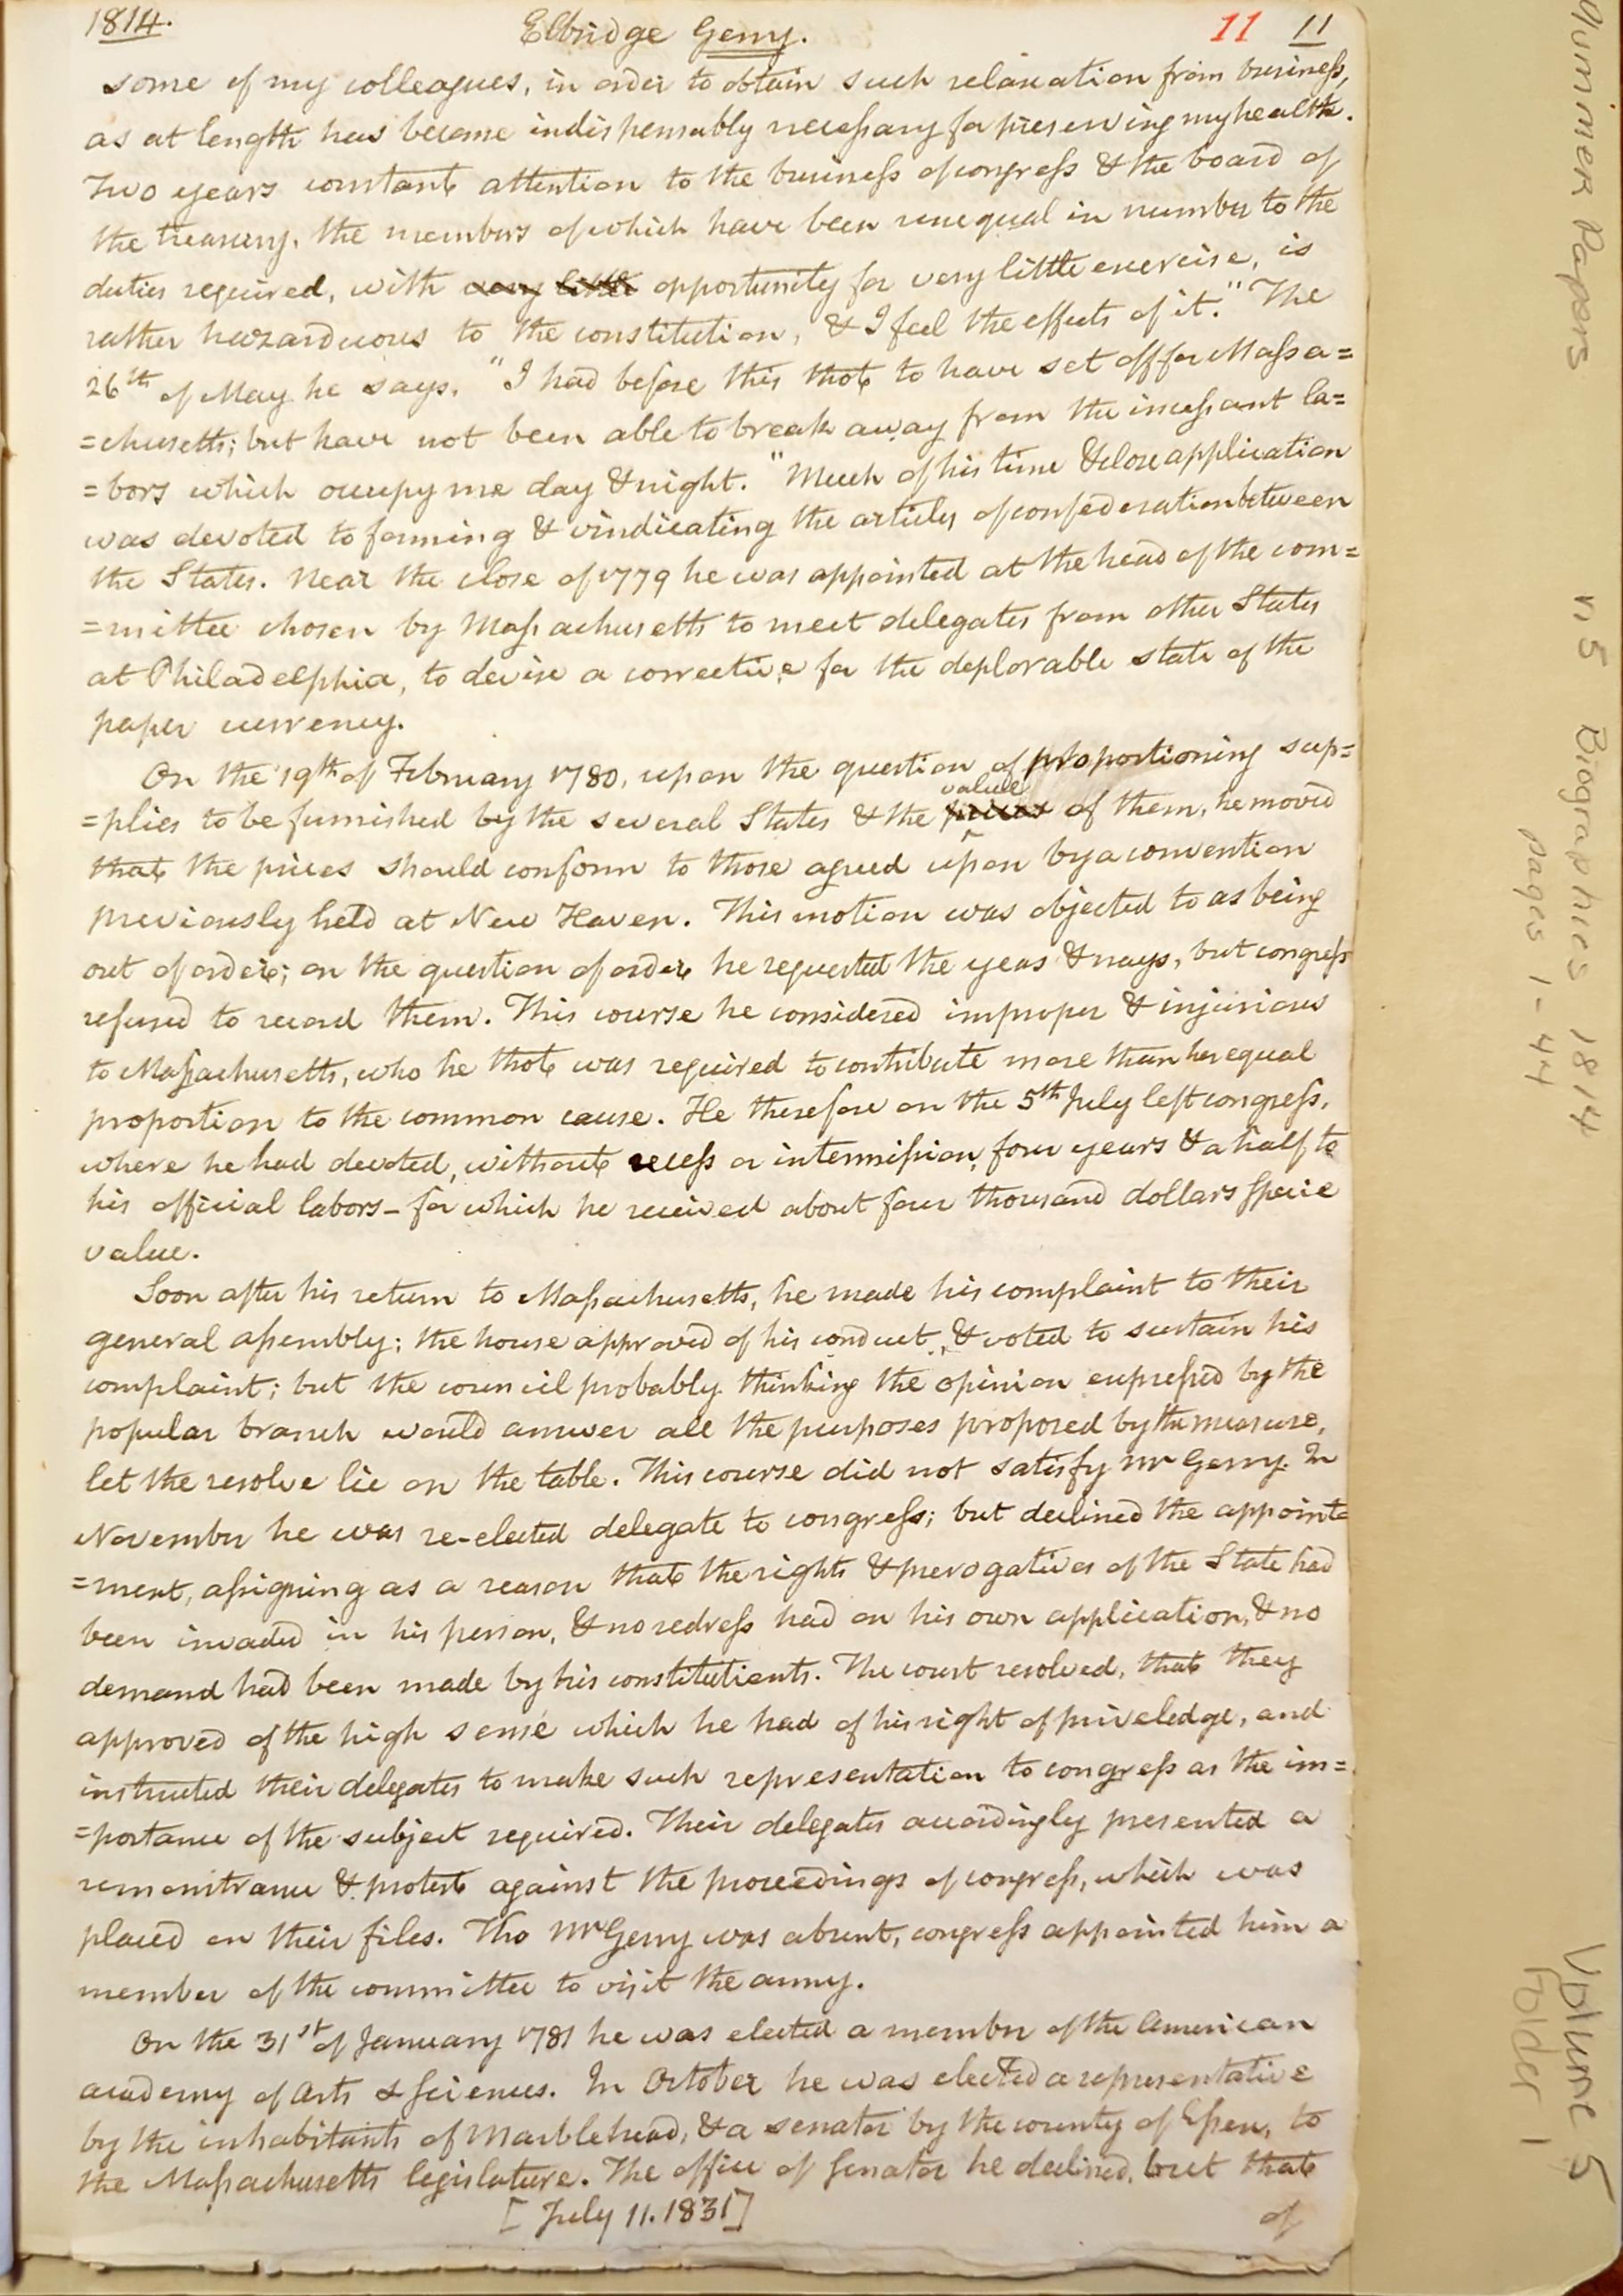 1814. Elbridge Gerry. 11 11
some of my colleagues, in order to obtain such relaxation from business,
as at length has become indispensably necessary for preserving my health.
Two years constant attention to the business of congress & the board of
the treasury, the members of which have been unequal in number to the
duties required, with very little opportunity for very little exercise, is
rather hazarduous to the constitution, & I feel the effects of it." The
26th of May he says, "I had before this thot to have set off for Massa=
=chusetts; but have not been able to break away from the incessant la=
=bors which occupy me day & night." Much of his time & close application
was devoted to forming & vindicating the articles of confederation between
the States. Near the close of 1779 he was appointed at the head of the com=
=mittee chosen by Massachusetts to meet delegates from other States
at Philadelphia, to devise a corrective for the deplorable state of the
paper currency.
On the 19th of February 1780, upon the question of proportioning sup=
value
=plies to be furnished by the several States & the prices of them, he moved
that the prices should conform to those agreed upon by a convention
previously held at New Haven. This motion was objected to as being
out of order; on the question of order he requested the yeas & nays, but congress
refused to record them. This course he considered improper & injurious
to Massachusetts, who he thot was required to contribute more than her equal
proportion to the common cause. He therefore on the 5th July left congress,
where he had devoted, without recess or intermission, four years & a half to
his official labors - for which he received about four thousand dollars specie
value.
Soon after his return to Massachusetts, he made his complaint to their
general assembly; the house approved of his conduct, & voted to sustain his
complaint; but the council probably thinking the opinion expressed by the
popular branch would answer all the purposes proposed by the measure,
let the resolve lie on the table. This course did not satisfy Mr Gerry. In
November he was re-elected delegate to congress; but declined the appoint=
=ment, assigning as a reason that the rights & prerogatives of the State had
been invaded in his person, & no redress had on his own application, & no
demand had been made by his constitutients. The court resolved, that they
approved of the high sense which he had of his right of priveledge, and
instructed their delegates to make such representation to congress as the im=
=portance of the subject required. Their delegates accordingly presented a
remonstrance & protest against the proceedings of congress, which was
placed on their files. Tho Mr Gerry was absent, congress appointed him a
member of the committee to visit the army.
On the 31st of January 1781 he was elected a member of the American
academy of Arts & Sciences. In October he was elected a representative
by the inhabitants of Marblehead, & a senator by the county of Essex, to
the Massachusetts legislature. The office of Senator he declined, but that
[July 11. 1831] of
Mummer Papers
v. 5 Biographies 1814
pages 1 - 44
Volume 5
Folder 1